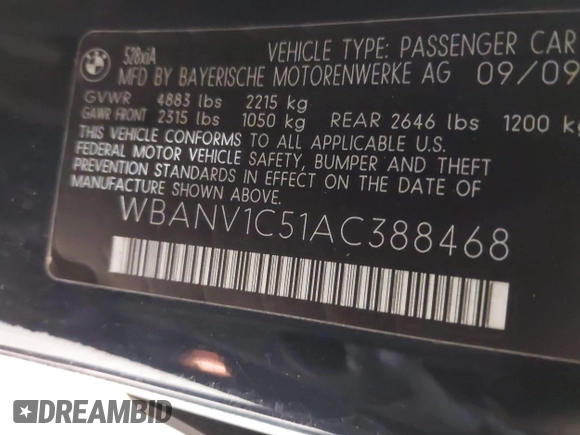 BMW
528xiA
VEHICLE TYPE: PASSENGER CAR
MFD BY BAYERISCHE MOTORENWERKE AG 09/09
GVWR 4883 lbs 2215 kg
GAWR FRONT 2315 lbs 1050 kg REAR 2646 lbs 1200 kg
THIS VEHICLE CONFORMS TO ALL APPLICABLE U.S.
FEDERAL MOTOR VEHICLE SAFETY, BUMPER AND THEFT
PREVENTION STANDARDS IN EFFECT ON THE DATE OF
MANUFACTURE SHOWN ABOVE.
WBANV1C51AC388468
DREAMBID